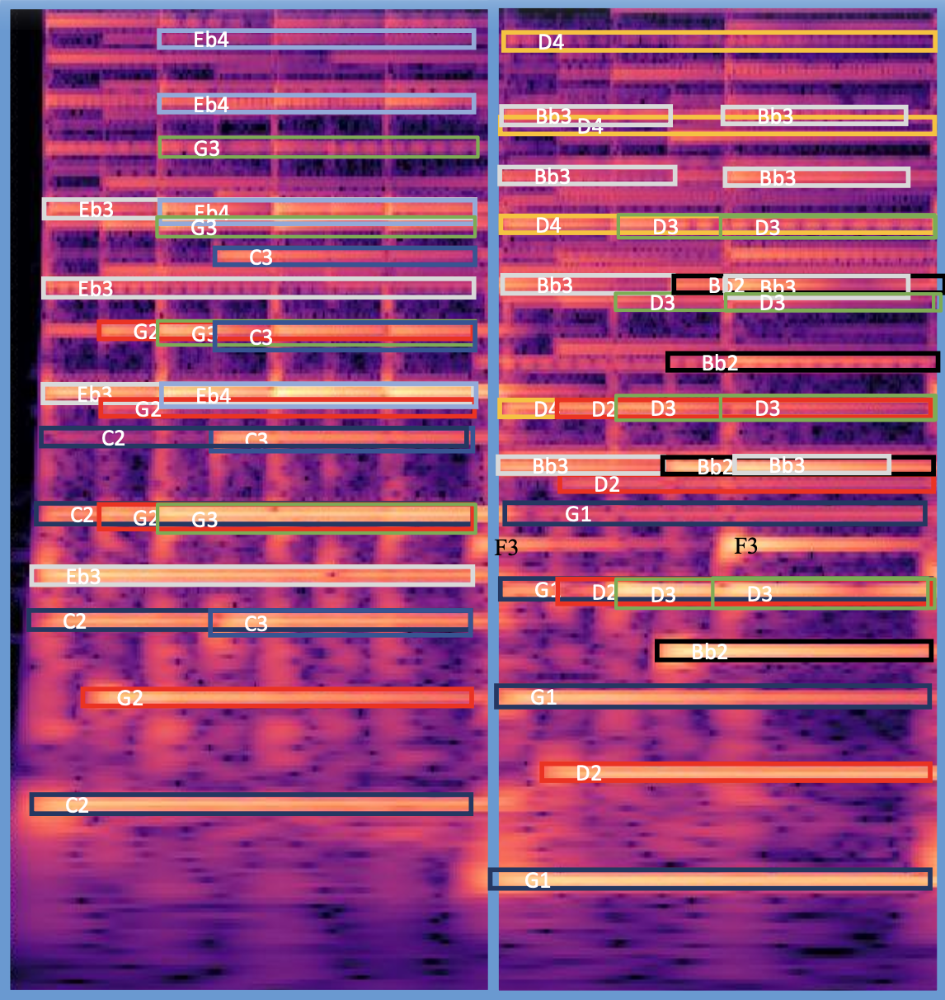 Eb4
Eb4
G3
Eb3 Eb4
G3
C3
Eb3
G2 G3 C3
Eb3 Eb4
G2
C2 C3
C2 G2 G3
Eb3
C2 C3
G2
C2
D4
Bb3 Bb3
D4
Bb3 Bb3
D4 D3 D3
Bb3 Bb2 Bb3
D3 D3
Bb2
D4 D2 D3 D3
Bb3 Bb2 Bb3
D2
G1
F3 F3
G1 D2 D3 D3
Bb2
G1
D2
G1